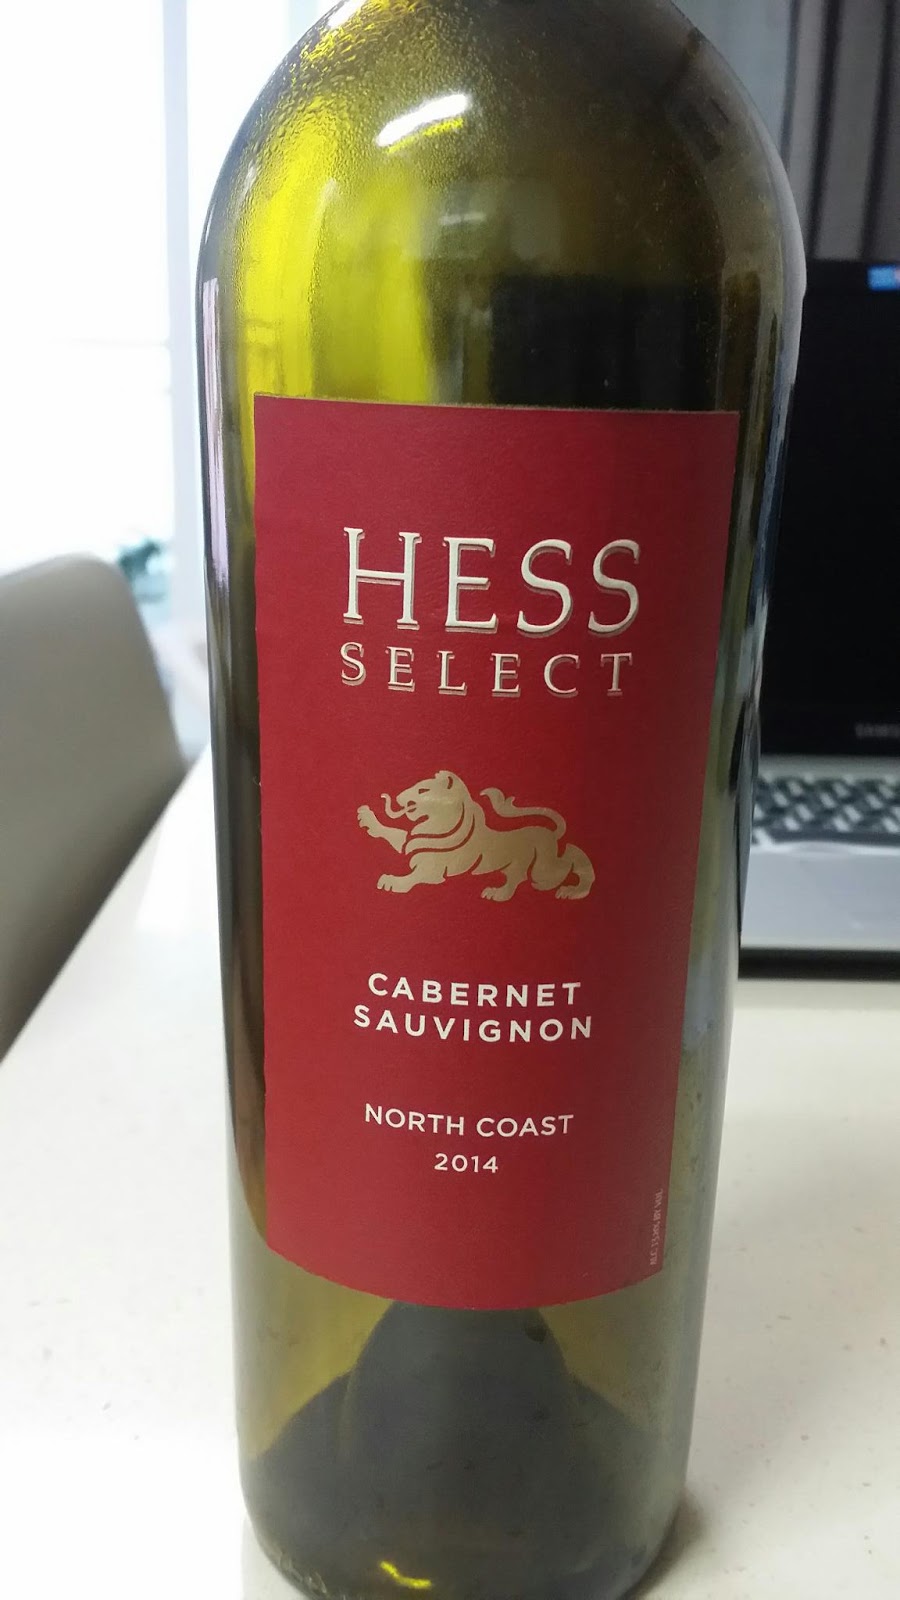 HESS
SELECT
CABERNET
SAUVIGNON
NORTH COAST
2014